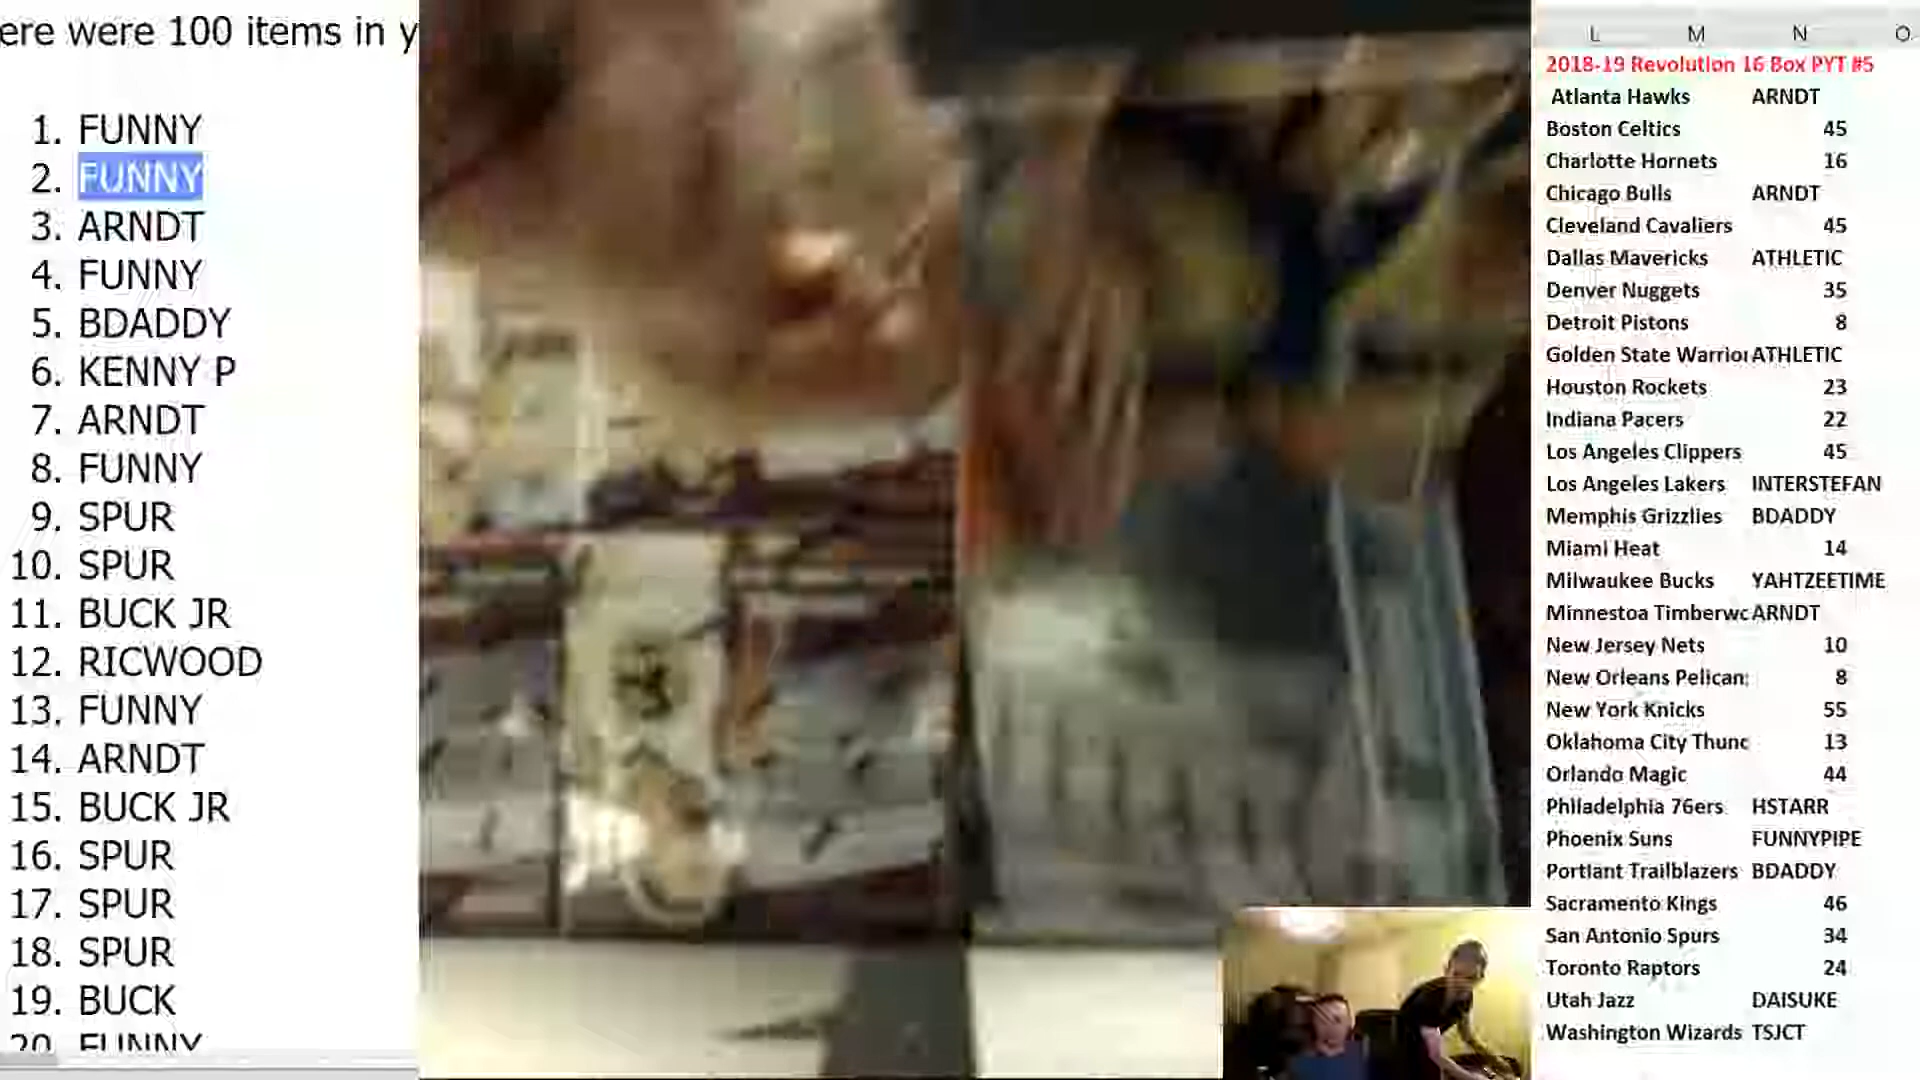 ere were 100 items in y
1. FUNNY
2. FUNNY
3. ARNDT
4. FUNNY
5. BDADDY
6. KENNY P
7. ARNDT
8. FUNNY
9. SPUR
10. SPUR
11. BUCK JR
12. RICWOOD
13. FUNNY
14. ARNDT
15. BUCK JR
16. SPUR
17. SPUR
18. SPUR
19. BUCK
20. FUNNY
L M N O
2018-19 Revolution 16 Box PYT #5
Atlanta Hawks ARNDT
Boston Celtics 45
Charlotte Hornets 16
Chicago Bulls ARNDT
Cleveland Cavaliers 45
Dallas Mavericks ATHLETIC
Denver Nuggets 35
Detroit Pistons 8
Golden State Warrior ATHLETIC
Houston Rockets 23
Indiana Pacers 22
Los Angeles Clippers 45
Los Angeles Lakers INTERSTEFAN
Memphis Grizzlies BDADDY
Miami Heat 14
Milwaukee Bucks YAHTZEETIME
Minnestoa Timberwo ARNDT
New Jersey Nets 10
New Orleans Pelican: 8
New York Knicks 55
Oklahoma City Thunc 13
Orlando Magic 44
Philadelphia 76ers HSTARR
Phoenix Suns FUNNYPIPE
Portlant Trailblazers BDADDY
Sacramento Kings 46
San Antonio Spurs 34
Toronto Raptors 24
Utah Jazz DAISUKE
Washington Wizards TSJCT